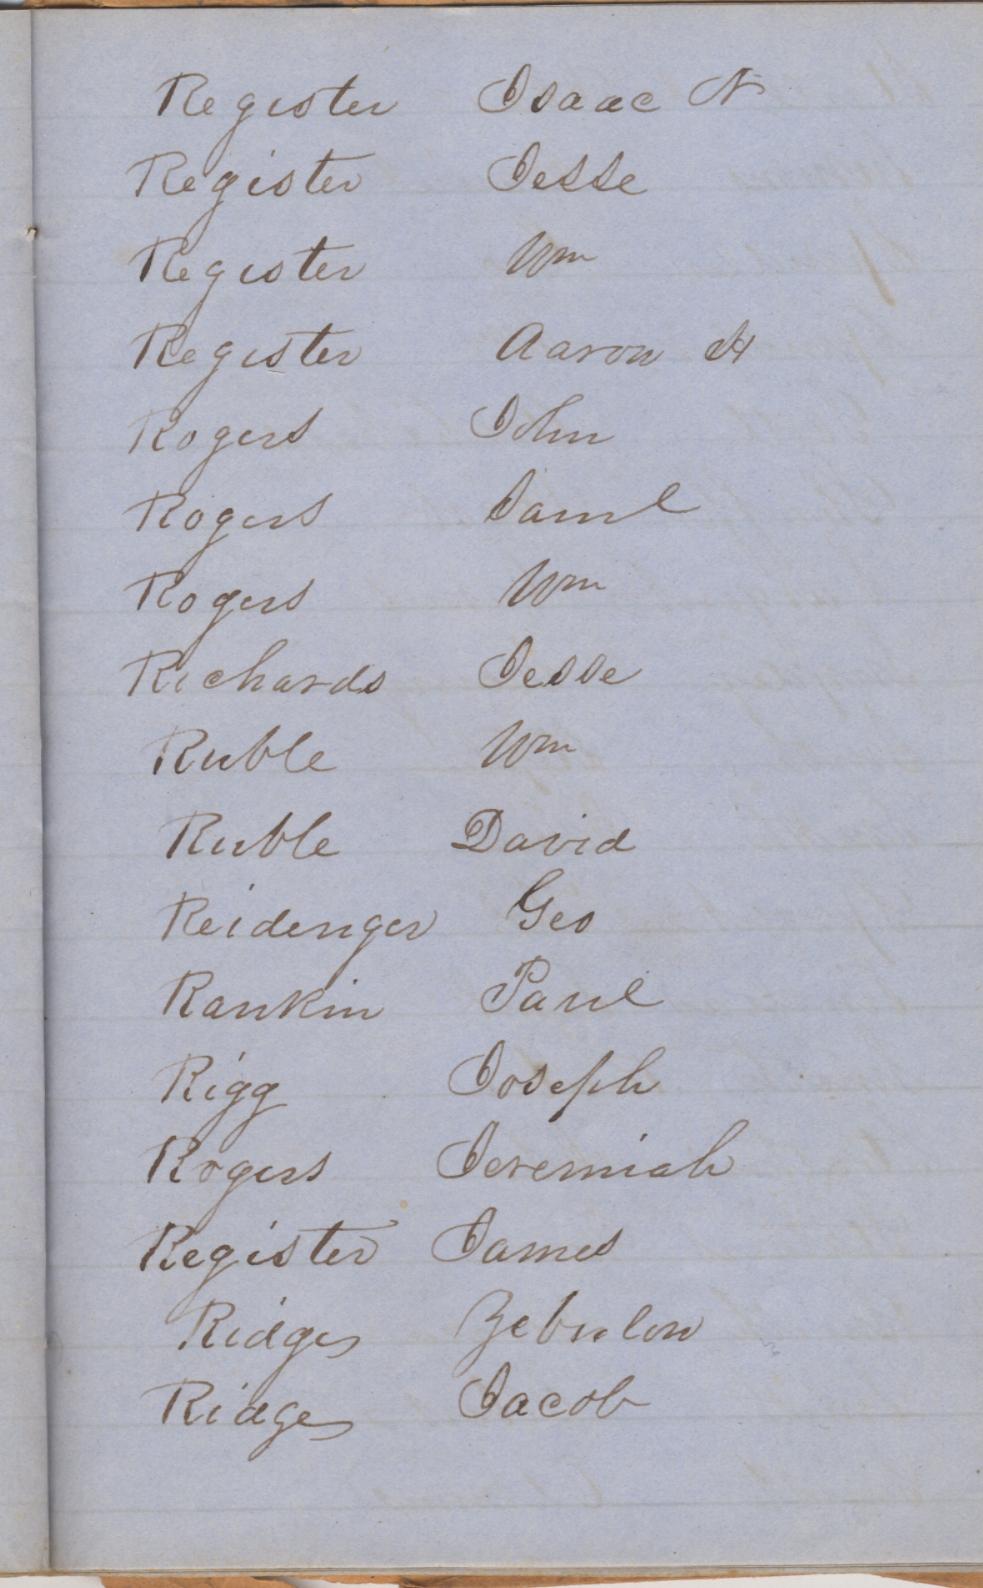 Register Isaac N
Register Jesse
Register Wm
Register Aaron H
Rogers John
Rogers Saml
Rogers Wm
Richards Jesse
Ruble Wm
Ruble David
Reidenger Geo
Rankin Paul
Rigg Joseph
Rogers Jeremiah
Register James
Ridges Zebulon
Ridges Jacob